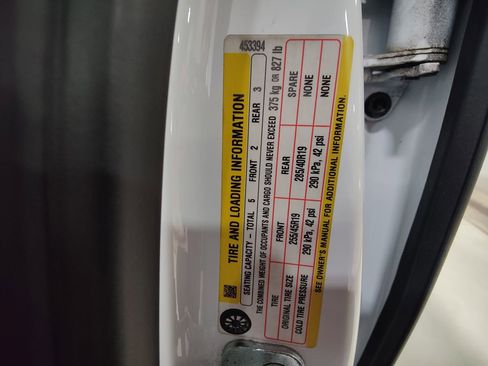 453394
TIRE AND LOADING INFORMATION
SEATING CAPACITY - TOTAL 5 FRONT 2 REAR 3
THE COMBINED WEIGHT OF OCCUPANTS AND CARGO SHOULD NEVER EXCEED 375 kg OR 827 lb
TIRE FRONT REAR SPARE
ORIGINAL TIRE SIZE 255/45R19 285/40R19 NONE
COLD TIRE PRESSURE 290 kPa, 42 psi 290 kPa, 42 psi NONE
SEE OWNER'S MANUAL FOR ADDITIONAL INFORMATION.